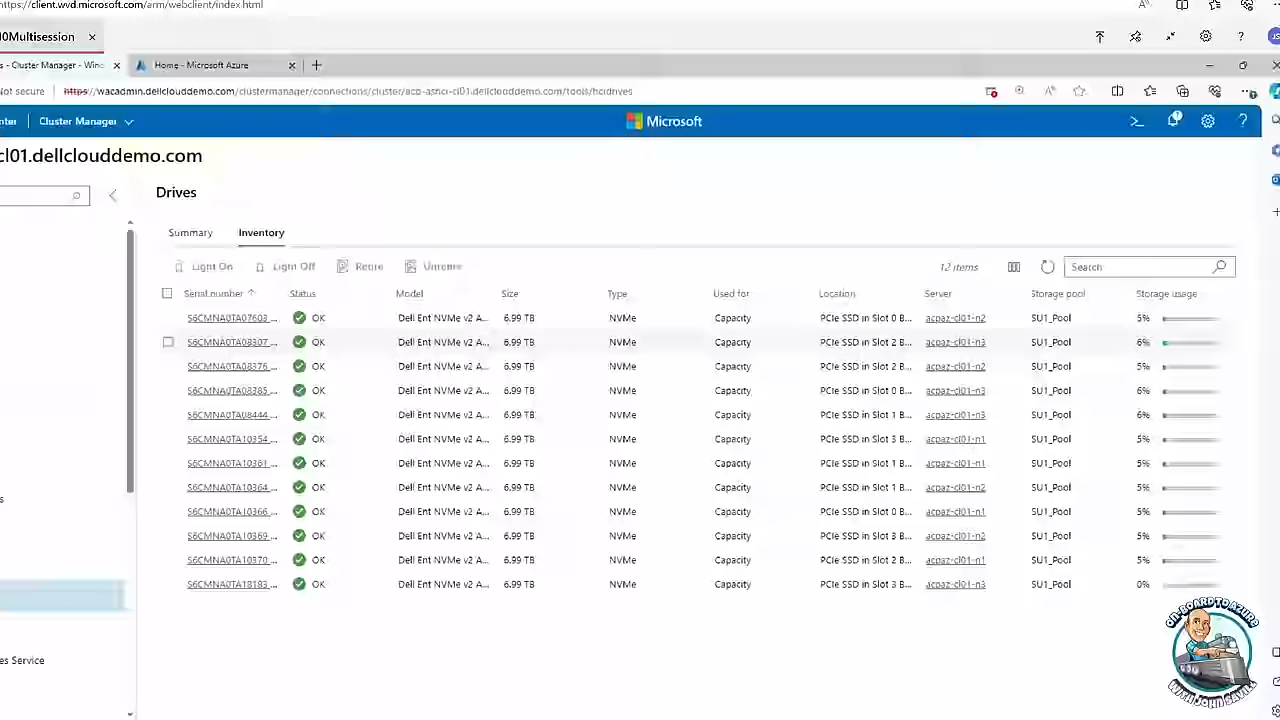 https://client.wvd.microsoft.com/arm/webclient/index.html
0Multisession
s - Cluster Manager - Wind
Home - Microsoft Azure
Not secure https://wacadmin.dellclouddemo.com/clustermanager/connections/cluster/acp-ashci-cl01.dellclouddemo.com/tools/hcidrives
nter Cluster Manager Microsoft
cl01.dellclouddemo.com
Drives
Summary Inventory
Light On Light Off Retire Unretire 12 items Search
Serial number Status Model Size Type Used for Location Server Storage pool Storage usage
S6CMNA0TA07603 ... OK Dell Ent NVMe v2 A... 6.99 TB NVMe Capacity PCIe SSD in Slot 0 B... acpaz-cl01-n2 SU1_Pool 5%
S6CMNA0TA08307 ... OK Dell Ent NVMe v2 A... 6.99 TB NVMe Capacity PCIe SSD in Slot 2 B... acpaz-cl01-n3 SU1_Pool 6%
S6CMNA0TA08376 ... OK Dell Ent NVMe v2 A... 6.99 TB NVMe Capacity PCIe SSD in Slot 2 B... acpaz-cl01-n2 SU1_Pool 5%
S6CMNA0TA08385 ... OK Dell Ent NVMe v2 A... 6.99 TB NVMe Capacity PCIe SSD in Slot 0 B... acpaz-cl01-n3 SU1_Pool 6%
S6CMNA0TA08444 ... OK Dell Ent NVMe v2 A... 6.99 TB NVMe Capacity PCIe SSD in Slot 1 B... acpaz-cl01-n3 SU1_Pool 6%
S6CMNA0TA10354 ... OK Dell Ent NVMe v2 A... 6.99 TB NVMe Capacity PCIe SSD in Slot 3 B... acpaz-cl01-n1 SU1_Pool 5%
S6CMNA0TA10361 ... OK Dell Ent NVMe v2 A... 6.99 TB NVMe Capacity PCIe SSD in Slot 1 B... acpaz-cl01-n1 SU1_Pool 5%
S6CMNA0TA10364 ... OK Dell Ent NVMe v2 A... 6.99 TB NVMe Capacity PCIe SSD in Slot 1 B... acpaz-cl01-n2 SU1_Pool 5%
S6CMNA0TA10366 ... OK Dell Ent NVMe v2 A... 6.99 TB NVMe Capacity PCIe SSD in Slot 0 B... acpaz-cl01-n1 SU1_Pool 5%
S6CMNA0TA10369 ... OK Dell Ent NVMe v2 A... 6.99 TB NVMe Capacity PCIe SSD in Slot 3 B... acpaz-cl01-n2 SU1_Pool 5%
S6CMNA0TA10370 ... OK Dell Ent NVMe v2 A... 6.99 TB NVMe Capacity PCIe SSD in Slot 2 B... acpaz-cl01-n1 SU1_Pool 5%
S6CMNA0TA18183 ... OK Dell Ent NVMe v2 A... 6.99 TB NVMe Capacity PCIe SSD in Slot 3 B... acpaz-cl01-n3 SU1_Pool 0%
s
es Service
ON-BOARD TO AZURE
WITH JOHN SAVILL